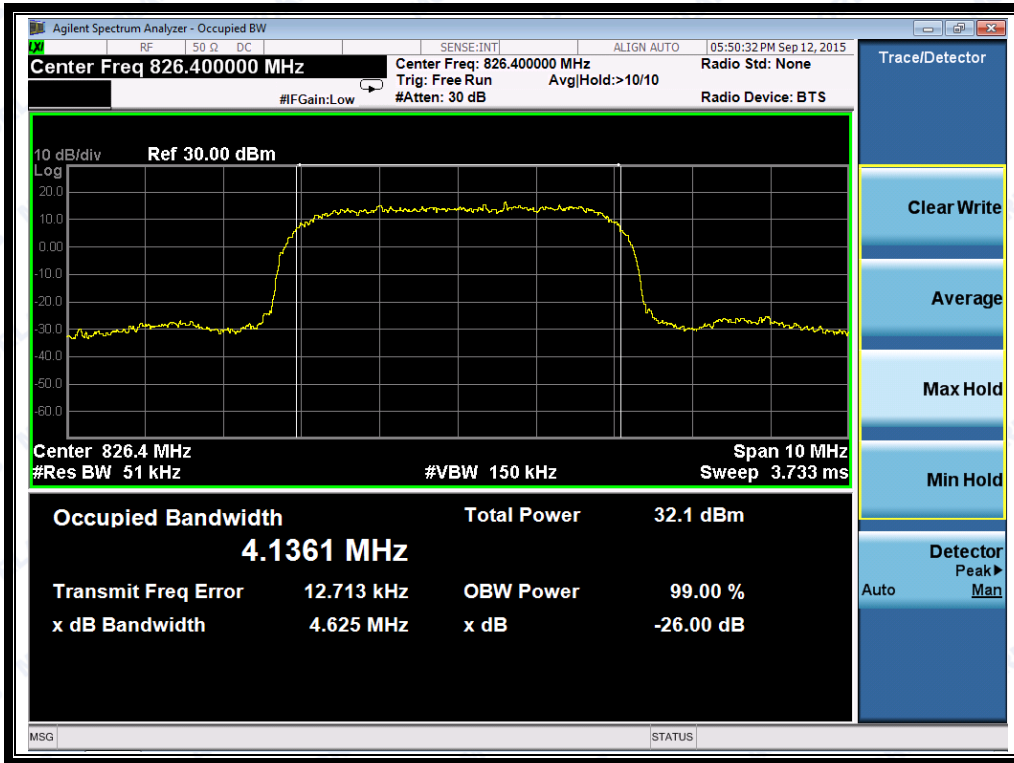 Agilent Spectrum Analyzer - Occupied BW
LXI RF 50 Ω DC SENSE:INT ALIGN AUTO 05:50:32 PM Sep 12, 2015
Center Freq 826.400000 MHz Center Freq: 826.400000 MHz Radio Std: None
Trig: Free Run Avg|Hold:>10/10
#IFGain:Low #Atten: 30 dB Radio Device: BTS
10 dB/div Ref 30.00 dBm
Log
20.0
10.0
0.00
-10.0
-20.0
-30.0
-40.0
-50.0
-60.0
Center 826.4 MHz Span 10 MHz
#Res BW 51 kHz #VBW 150 kHz Sweep 3.733 ms
Occupied Bandwidth Total Power 32.1 dBm
4.1361 MHz
Transmit Freq Error 12.713 kHz OBW Power 99.00 %
x dB Bandwidth 4.625 MHz x dB -26.00 dB
MSG STATUS
Trace/Detector
Clear Write
Average
Max Hold
Min Hold
Detector
Peak▶
Auto Man